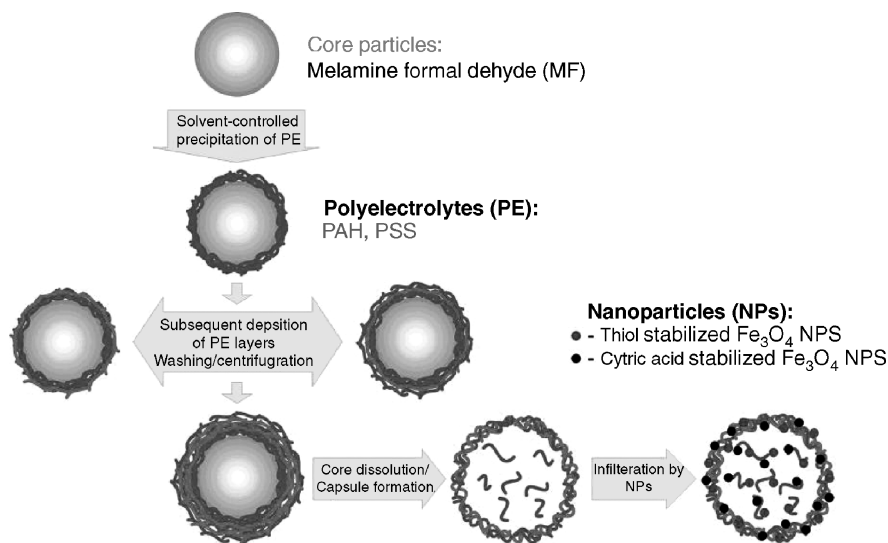 Core particles:
Melamine formal dehyde (MF)
Solvent-controlled
precipitation of PE
Polyelectrolytes (PE):
PAH, PSS
Subsequent depsition
of PE layers
Washing/centrifugration
Nanoparticles (NPs):
- Thiol stabilized Fe₃O₄ NPS
- Cytric acid stabilized Fe₃O₄ NPS
Core dissolution/
Capsule formation
Infilteration by
NPs